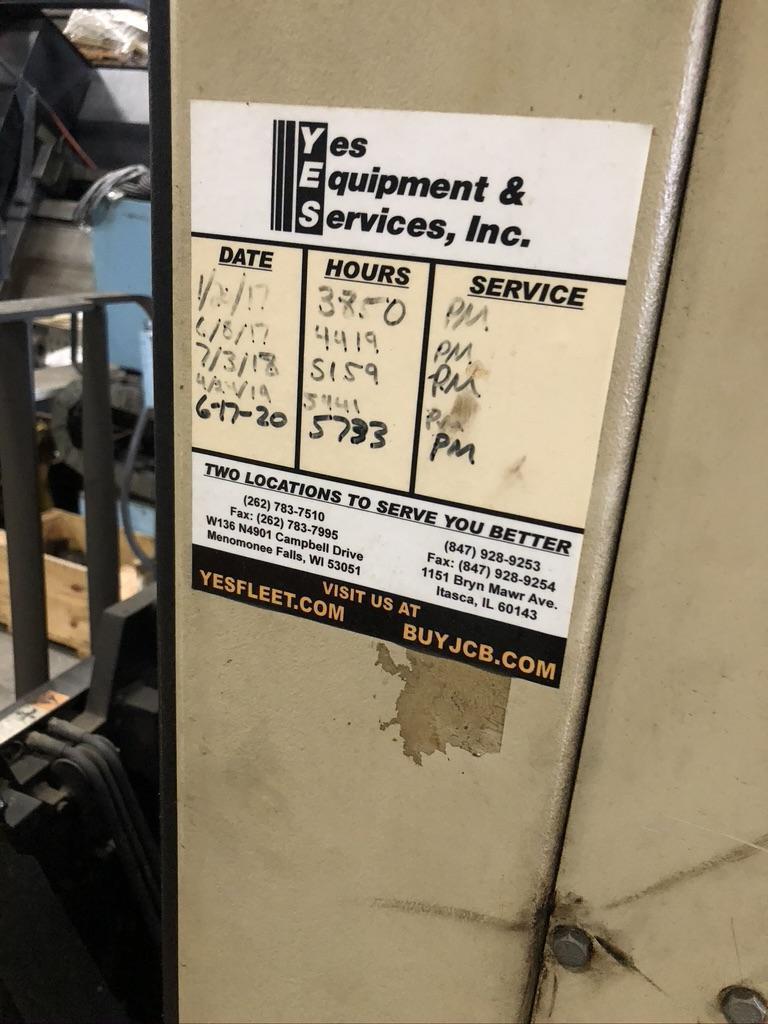 Yes
Equipment &
Services, Inc.
DATE HOURS SERVICE
3850 PM
6/8/17 4419 PM
7/3/18 5159 PM
4/24/19 5441 PM
6-17-20 5733 PM
TWO LOCATIONS TO SERVE YOU BETTER
(262) 783-7510
Fax: (262) 783-7995
W136 N4901 Campbell Drive
Menomonee Falls, WI 53051
(847) 928-9253
Fax: (847) 928-9254
1151 Bryn Mawr Ave.
Itasca, IL 60143
VISIT US AT
YESFLEET.COM
BUYJCB.COM